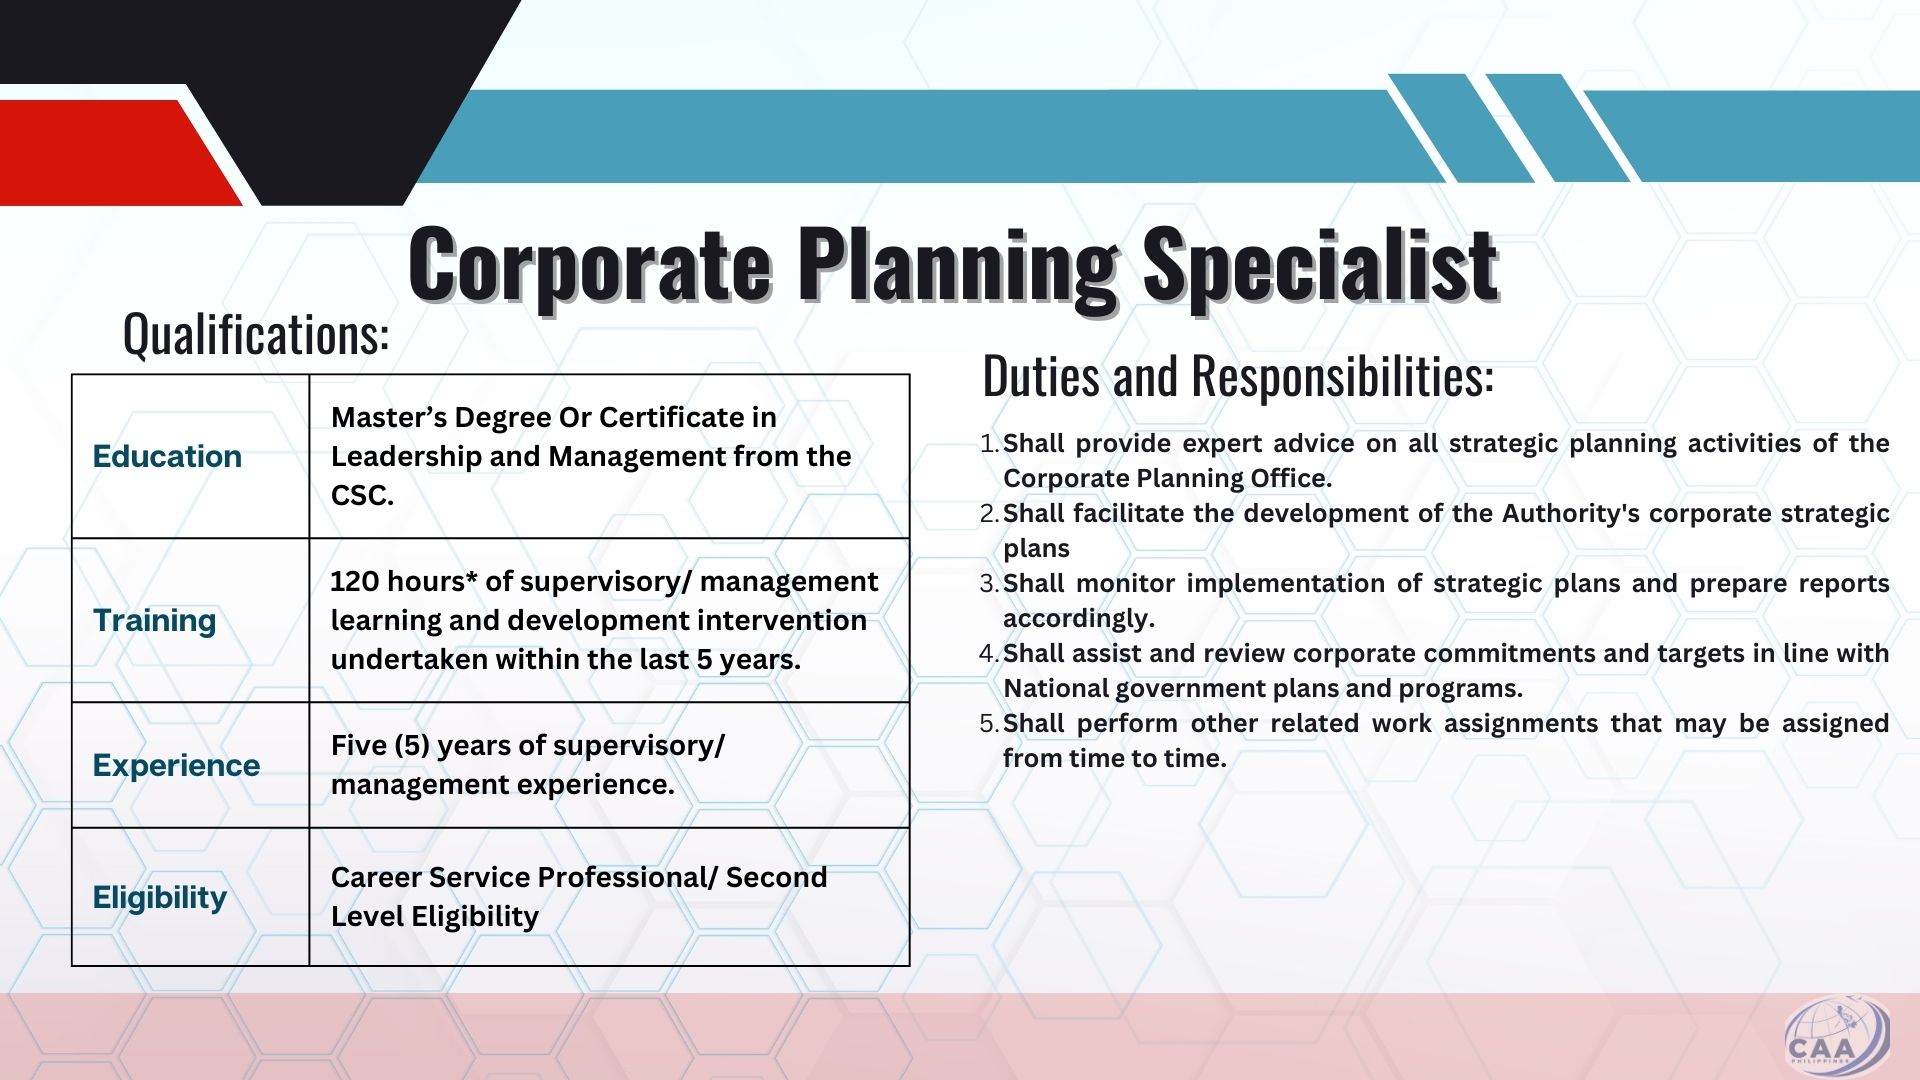 Corporate Planning Specialist
Qualifications:
Education
Master’s Degree Or Certificate in
Leadership and Management from the
CSC.
Training
120 hours* of supervisory/ management
learning and development intervention
undertaken within the last 5 years.
Experience
Five (5) years of supervisory/
management experience.
Eligibility
Career Service Professional/ Second
Level Eligibility
Duties and Responsibilities:
1. Shall provide expert advice on all strategic planning activities of the
Corporate Planning Office.
2. Shall facilitate the development of the Authority's corporate strategic
plans
3. Shall monitor implementation of strategic plans and prepare reports
accordingly.
4. Shall assist and review corporate commitments and targets in line with
National government plans and programs.
5. Shall perform other related work assignments that may be assigned
from time to time.
CAA
PHILIPPINES